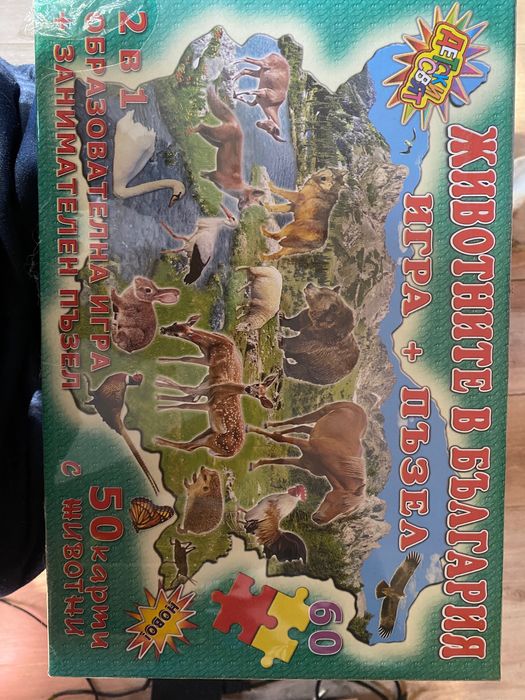 ДЕТСКИ
СВЯТ
ЖИВОТНИТЕ В БЪЛГАРИЯ
ИГРА + ПЪЗЕЛ
2 В 1
ОБРАЗОВАТЕЛНА ИГРА
+ ЗАНИМАТЕЛЕН ПЪЗЕЛ
50 карти
с животни
НОВО!
60